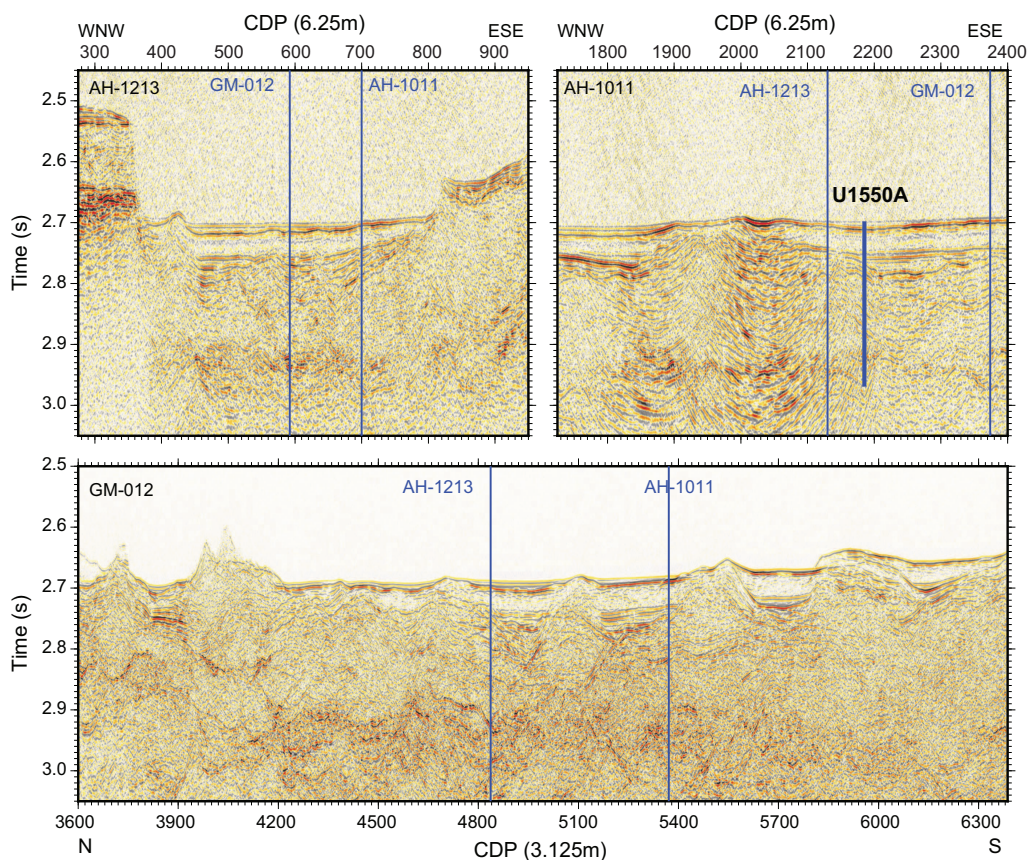 CDP (6.25m)
WNW ESE
300 400 500 600 700 800 900
AH-1213 GM-012 AH-1011
2.5
2.6
2.7
2.8
2.9
3.0
Time (s)
CDP (6.25m)
WNW ESE
1800 1900 2000 2100 2200 2300 2400
AH-1011 AH-1213 GM-012
U1550A
2.5
GM-012 AH-1213 AH-1011
2.6
2.7
2.8
2.9
3.0
Time (s)
3600 3900 4200 4500 4800 5100 5400 5700 6000 6300
N CDP (3.125m) S